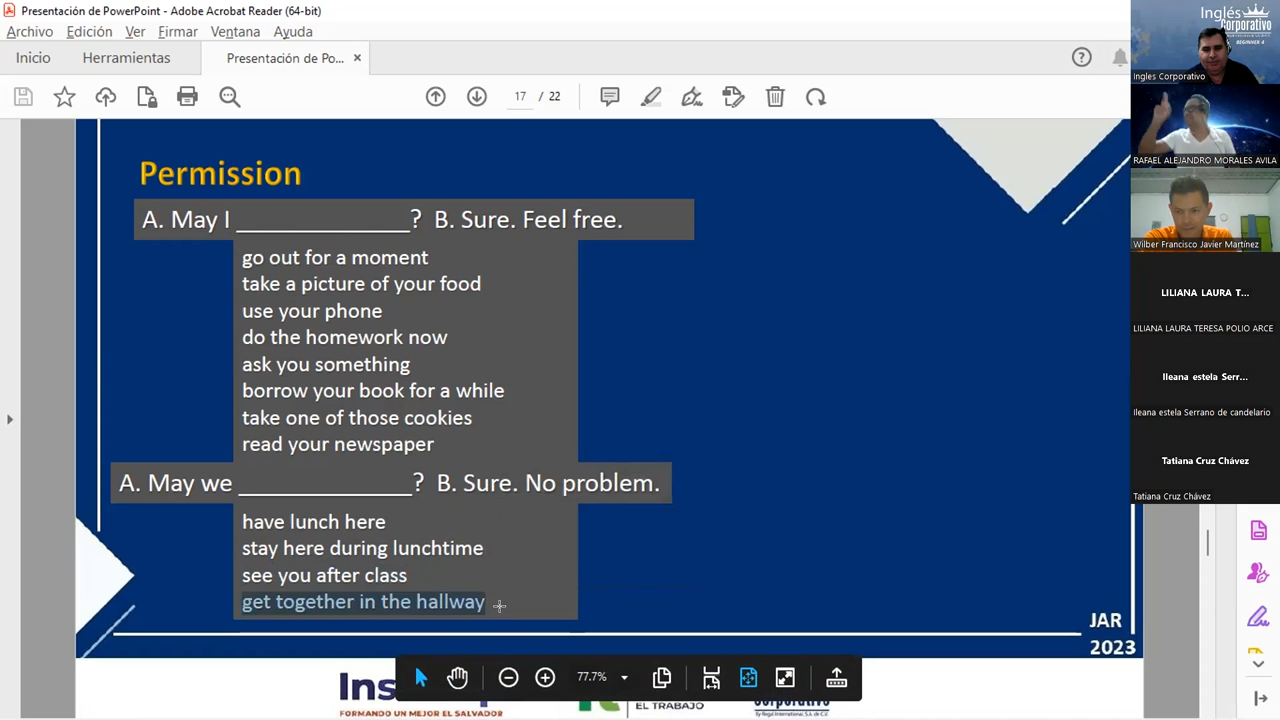 Presentación de PowerPoint - Adobe Acrobat Reader (64-bit)
Archivo Edición Ver Firmar Ventana Ayuda
Inicio Herramientas Presentación de Po... ×
17 / 22
Permission
A. May I _______________? B. Sure. Feel free.
go out for a moment
take a picture of your food
use your phone
do the homework now
ask you something
borrow your book for a while
take one of those cookies
read your newspaper
A. May we _______________? B. Sure. No problem.
have lunch here
stay here during lunchtime
see you after class
get together in the hallway
JAR
2023
77.7%
FORMANDO UN MEJOR EL SALVADOR
EL TRABAJO
Inglés
Corporativo
BEGINNER 4
Ingles Corporativo
RAFAEL ALEJANDRO MORALES AVILA
Wilber Francisco Javier Martínez
LILIANA LAURA T...
LILIANA LAURA TERESA POLIO ARCE
Ileana estela Serr...
Ileana estela Serrano de candelario
Tatiana Cruz Chávez
Tatiana Cruz Chávez